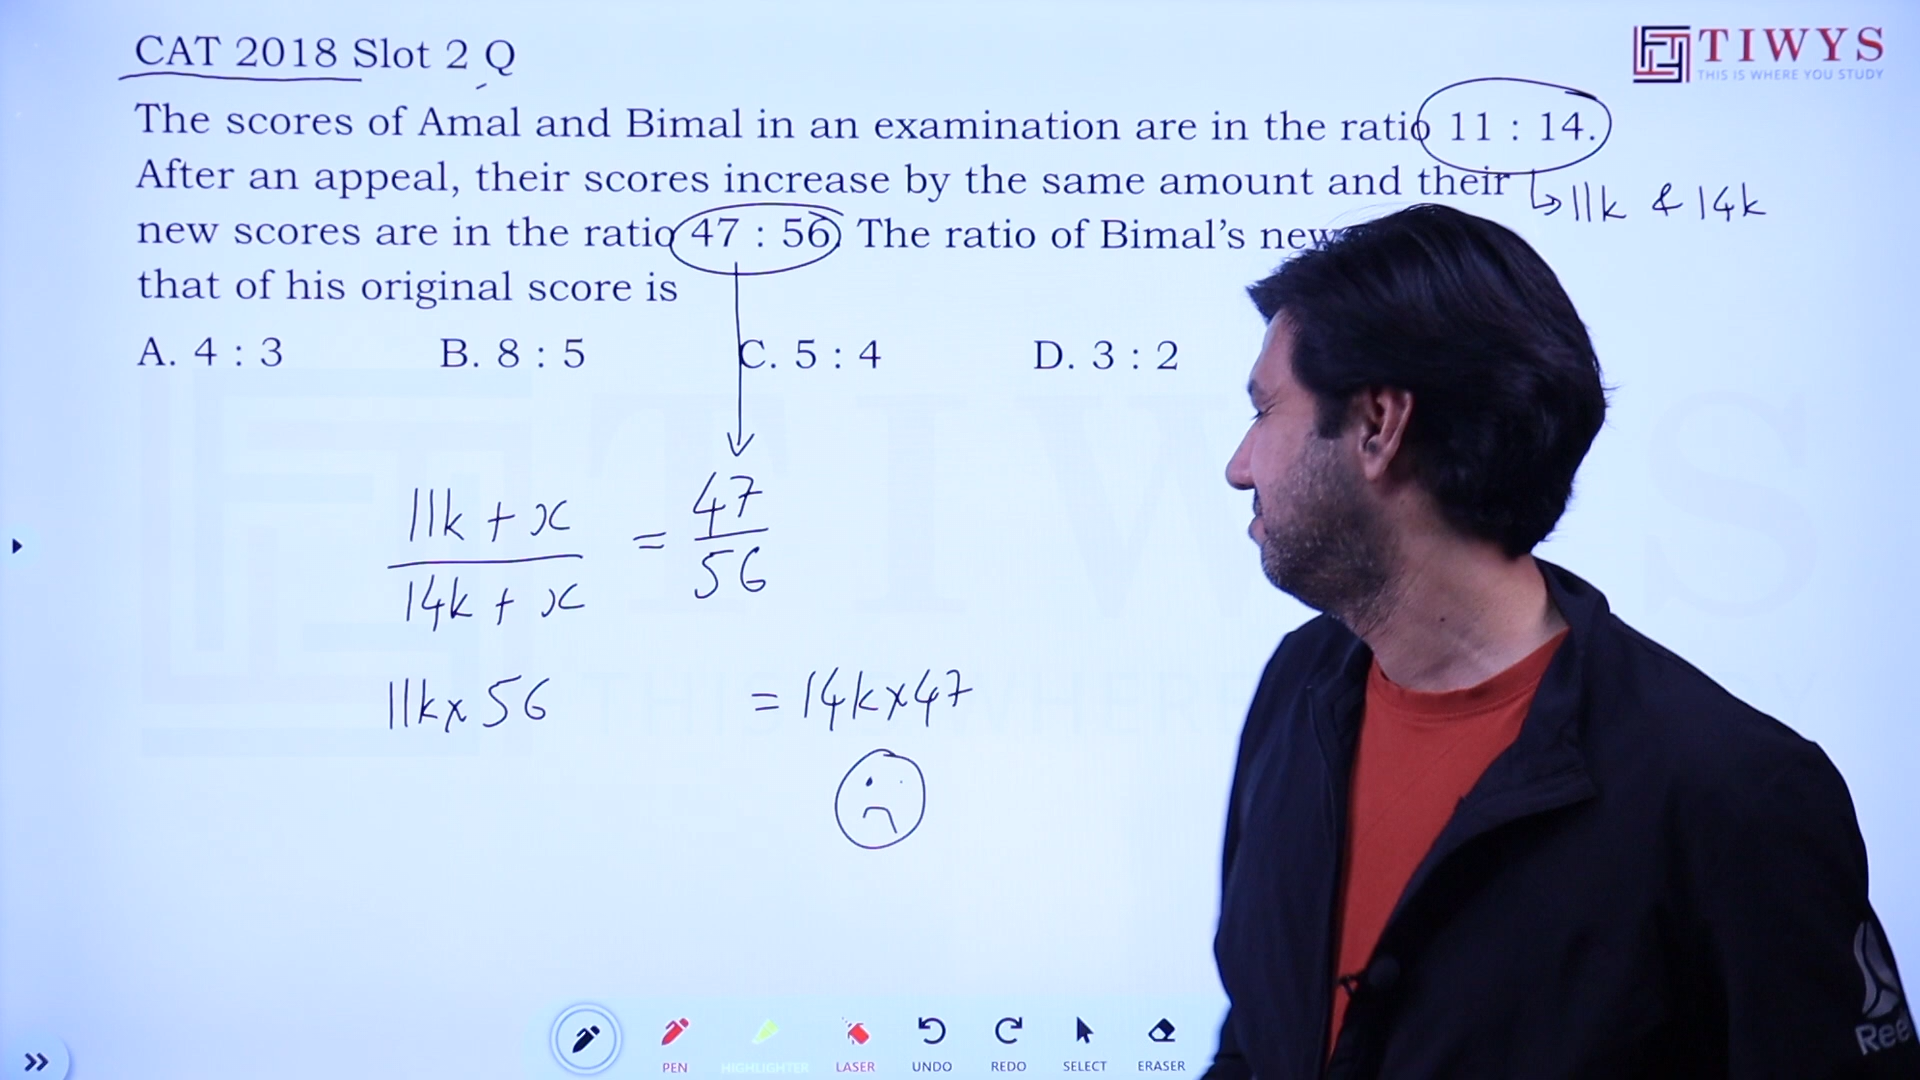 CAT 2018 Slot 2 Q
TIWYS
THIS IS WHERE YOU STUDY
The scores of Amal and Bimal in an examination are in the ratio 11 : 14.
After an appeal, their scores increase by the same amount and their
↳ 11k & 14k
new scores are in the ratio 47 : 56. The ratio of Bimal's new
that of his original score is
A. 4 : 3 B. 8 : 5 C. 5 : 4 D. 3 : 2
11k + x
14k + x
= 47
56
11k x 56 = 14k x 47
PEN HIGHLIGHTER LASER UNDO REDO SELECT ERASER